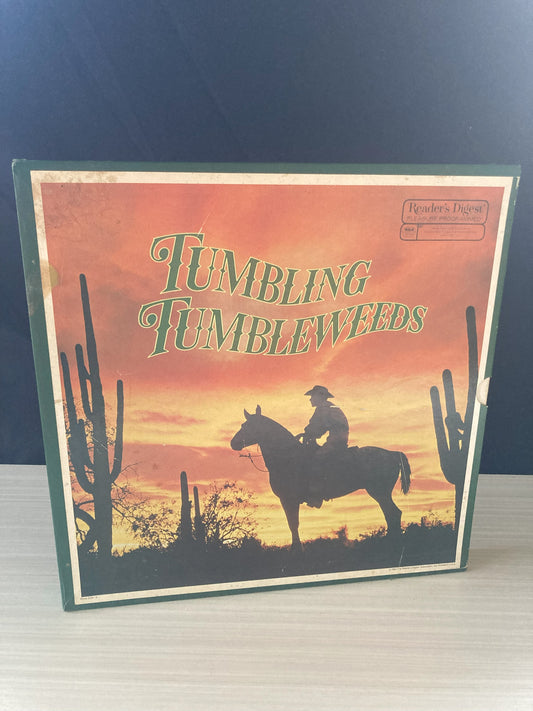 Reader's Digest
PLEASURE PROGRAMMED
TUMBLING
TUMBLEWEEDS